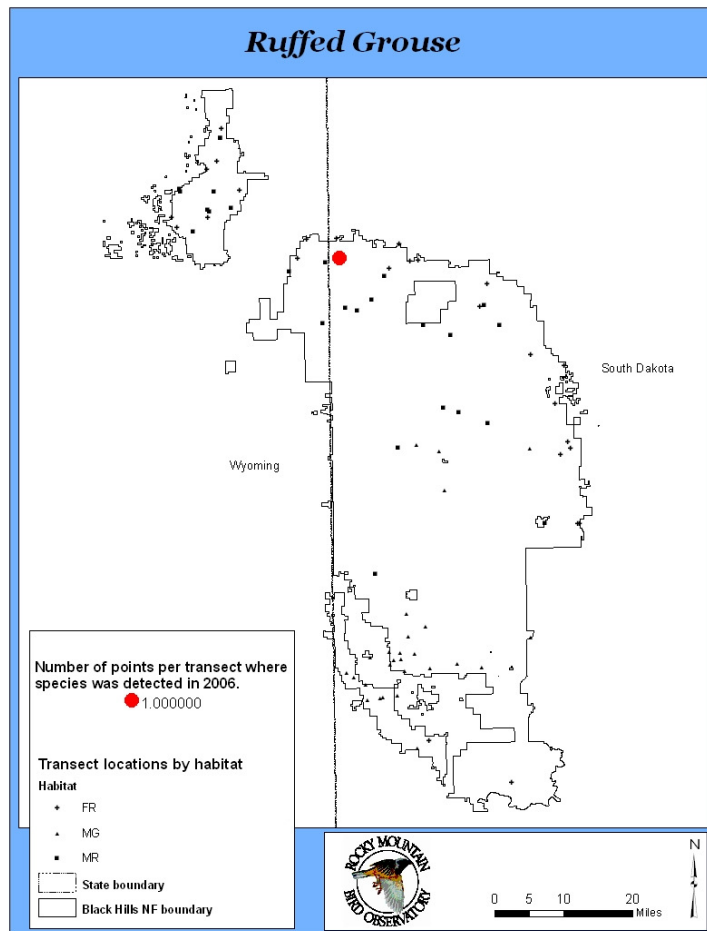 Ruffed Grouse
South Dakota
Wyoming
Number of points per transect where
species was detected in 2006.
1.000000
Transect locations by habitat
Habitat
FR
MG
MR
State boundary
Black Hills NF boundary
ROCKY MOUNTAIN
BIRD OBSERVATORY
N
0 5 10 20
Miles